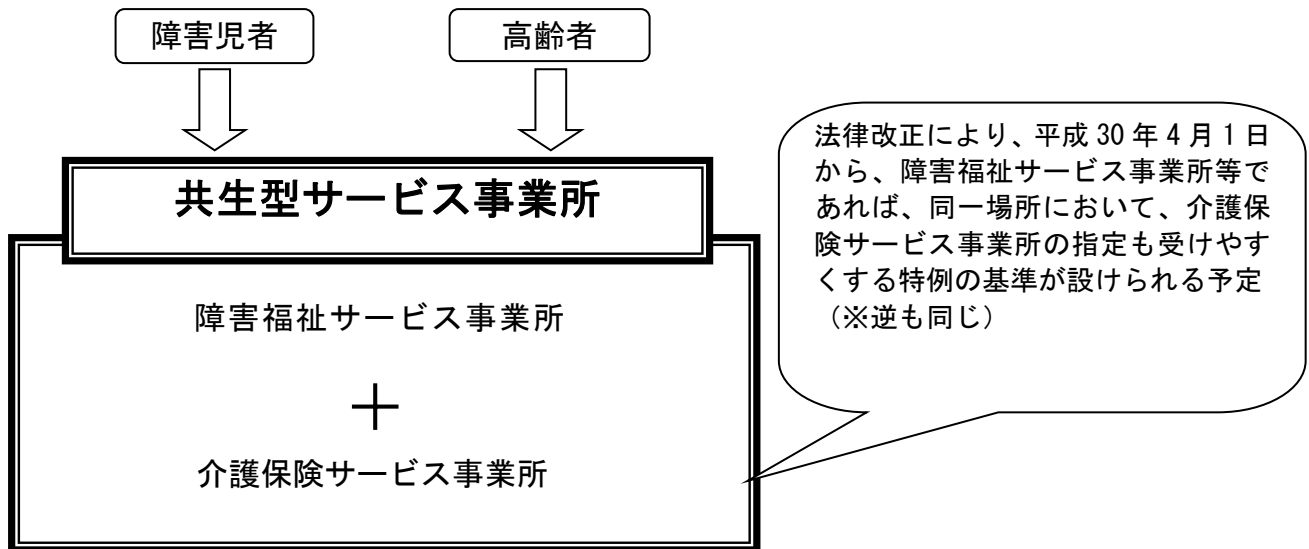 障害児者
高齢者
共生型サービス事業所
障害福祉サービス事業所
＋
介護保険サービス事業所
法律改正により、平成 30 年 4 月 1 日
から、障害福祉サービス事業所等で
あれば、同一場所において、介護保
険サービス事業所の指定も受けやす
くする特例の基準が設けられる予定
（※逆も同じ）